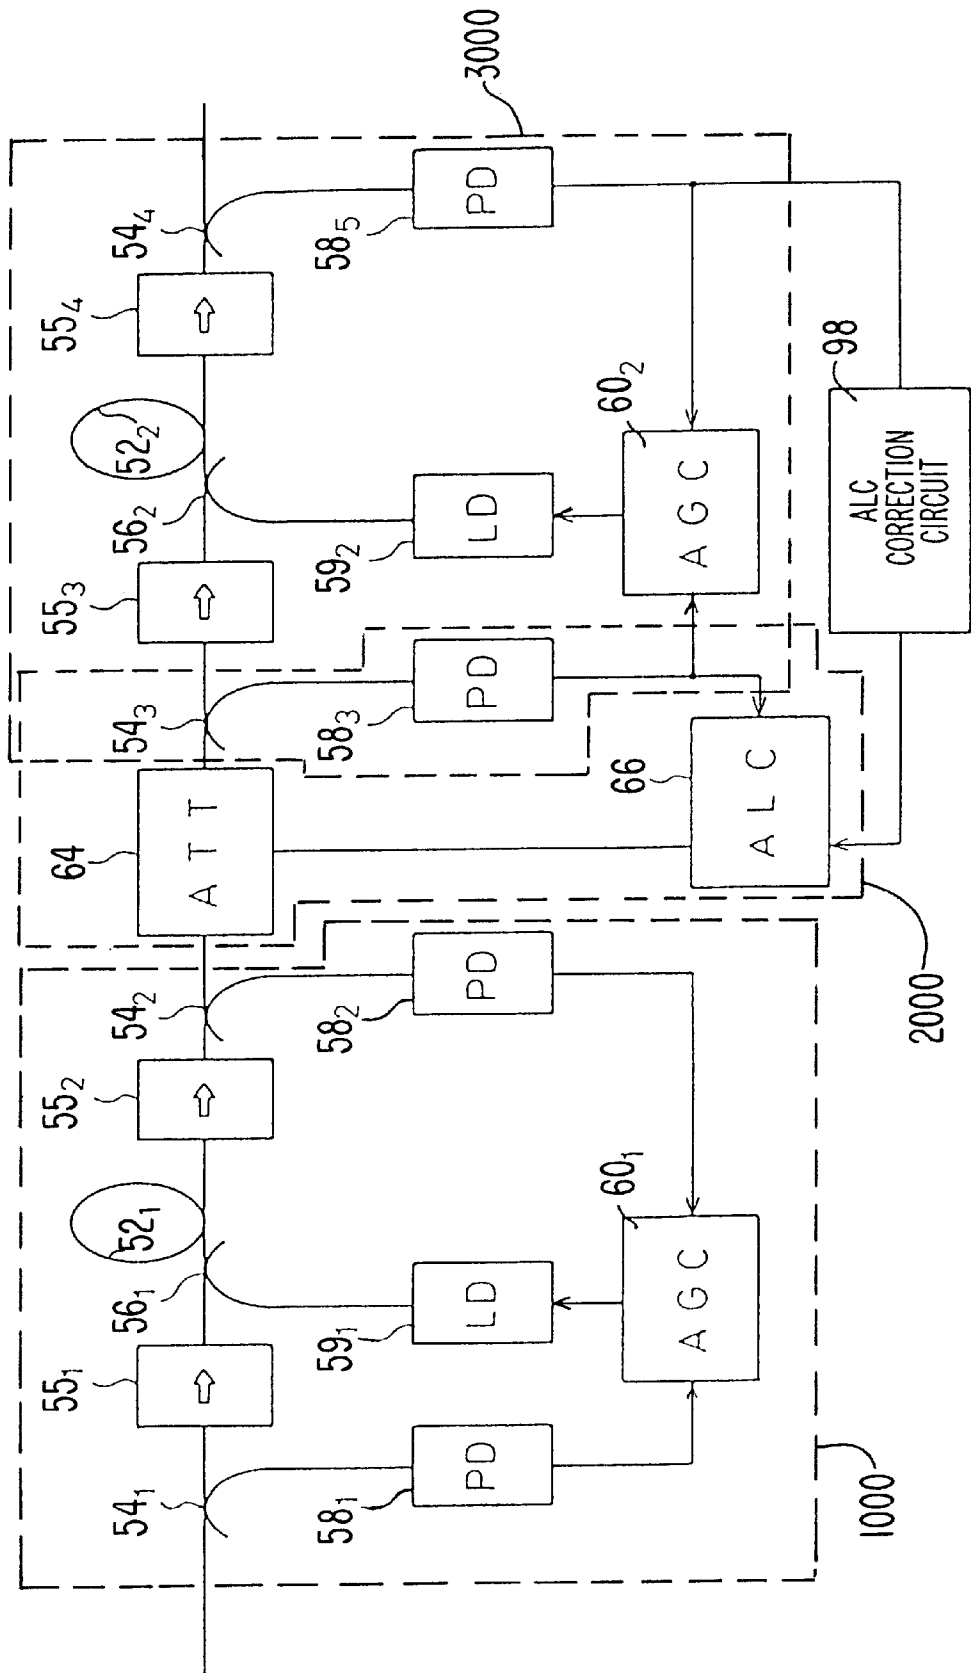 54₁
55₁
56₁
52₁
55₂
54₂
64
54₃
55₃
56₂
52₂
55₄
54₄
3000
A T T
58₁
PD
59₁
LD
58₂
PD
58₃
PD
59₂
LD
58₅
PD
60₁
A G C
66
A L C
60₂
A G C
1000
2000
98
ALC
CORRECTION
CIRCUIT